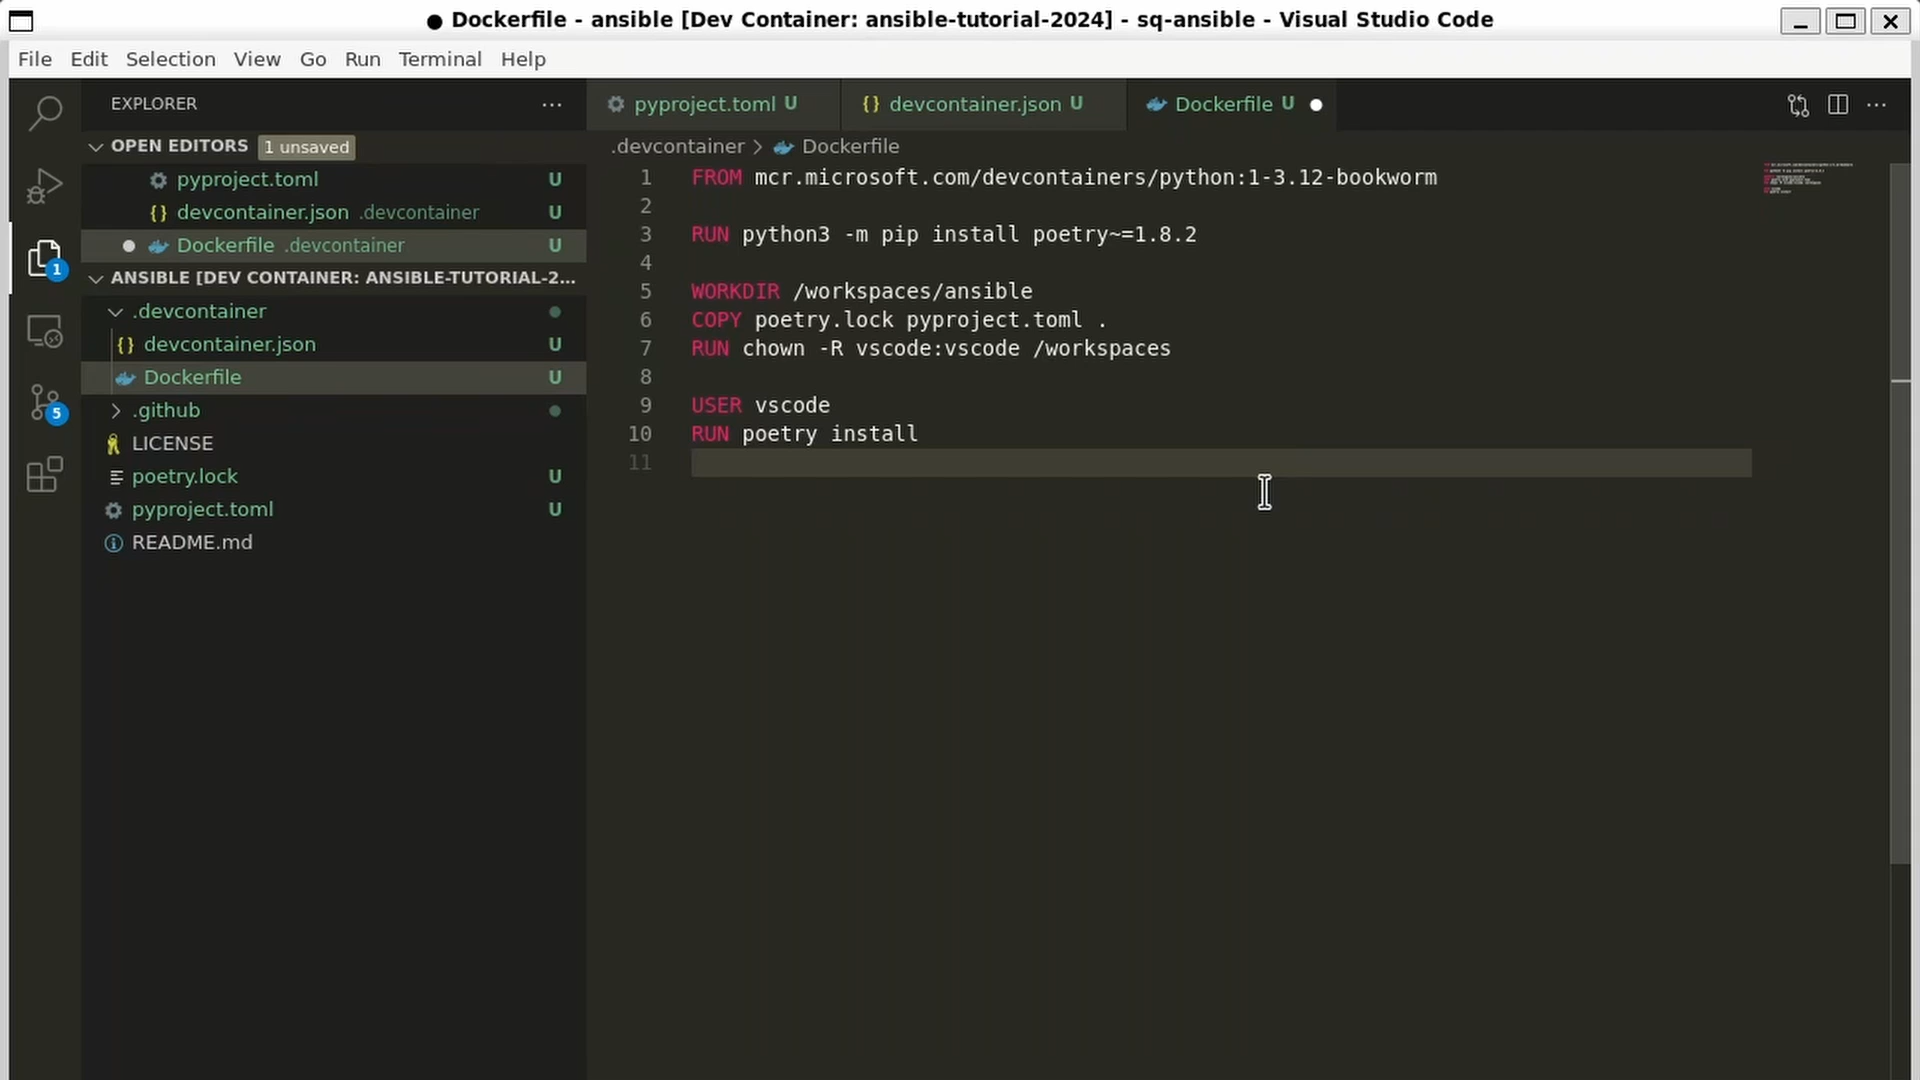 ● Dockerfile - ansible [Dev Container: ansible-tutorial-2024] - sq-ansible - Visual Studio Code
File Edit Selection View Go Run Terminal Help
EXPLORER ···
OPEN EDITORS 1 unsaved
pyproject.toml U
{} devcontainer.json .devcontainer U
● Dockerfile .devcontainer U
ANSIBLE [DEV CONTAINER: ANSIBLE-TUTORIAL-2...
.devcontainer
{} devcontainer.json U
Dockerfile U
.github
LICENSE
poetry.lock U
pyproject.toml U
README.md
1
5
pyproject.toml U {} devcontainer.json U Dockerfile U ●
.devcontainer > Dockerfile
1 FROM mcr.microsoft.com/devcontainers/python:1-3.12-bookworm
2
3 RUN python3 -m pip install poetry~=1.8.2
4
5 WORKDIR /workspaces/ansible
6 COPY poetry.lock pyproject.toml .
7 RUN chown -R vscode:vscode /workspaces
8
9 USER vscode
10 RUN poetry install
11